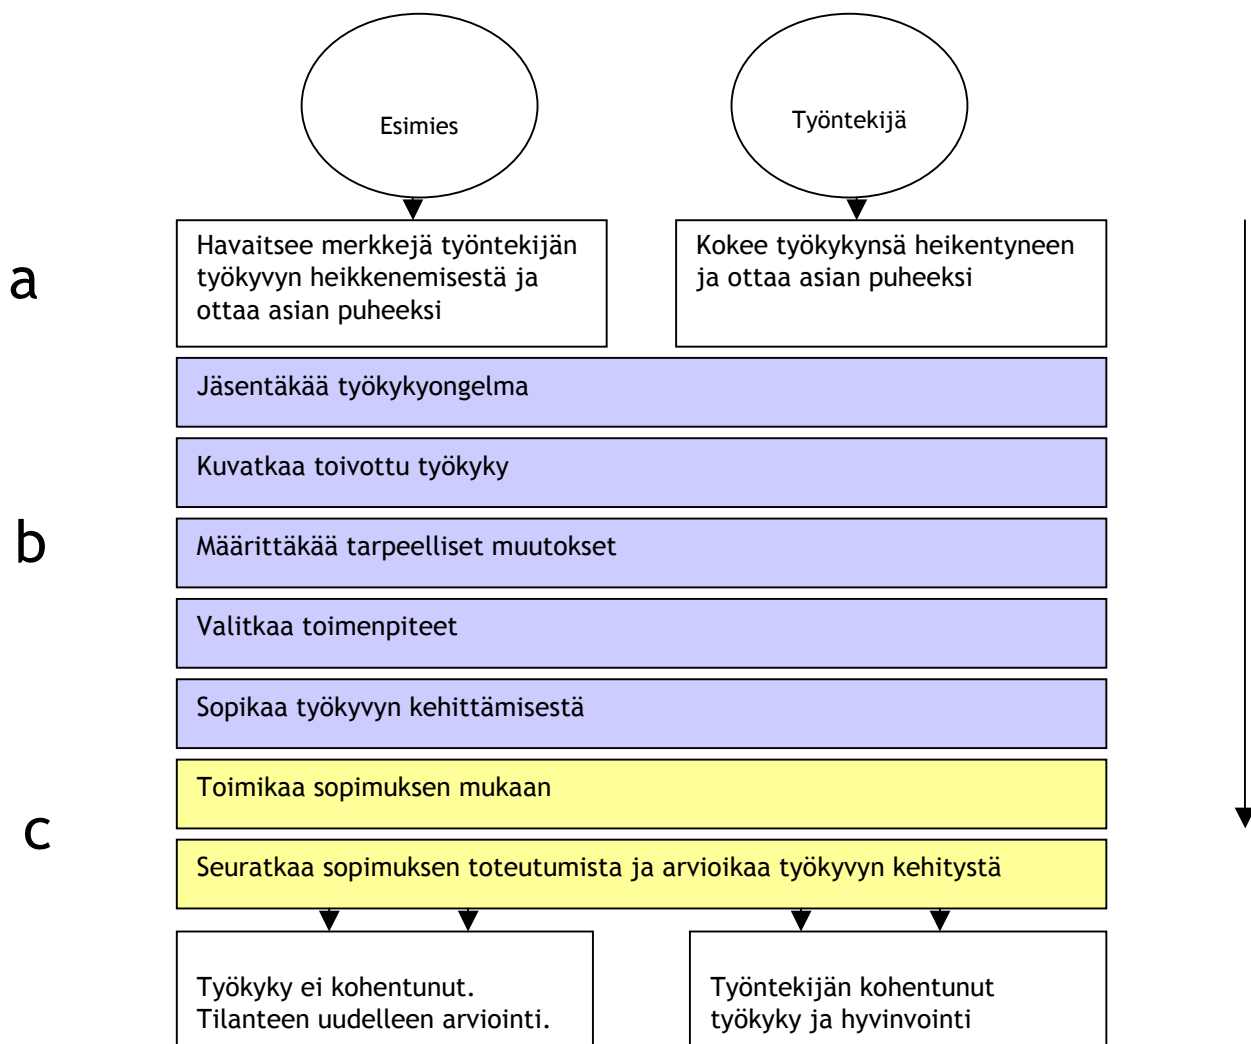 Esimies
Työntekijä
a
Havaitsee merkkejä työntekijän
työkyvyn heikkenemisestä ja
ottaa asian puheeksi
Kokee työkykynsä heikentyneen
ja ottaa asian puheeksi
Jäsentäkää työkykyongelma
Kuvatkaa toivottu työkyky
b
Määrittäkää tarpeelliset muutokset
Valitkaa toimenpiteet
Sopikaa työkyvyn kehittämisestä
Toimikaa sopimuksen mukaan
c
Seuratkaa sopimuksen toteutumista ja arvioikaa työkyvyn kehitystä
Työkyky ei kohentunut.
Tilanteen uudelleen arviointi.
Työntekijän kohentunut
työkyky ja hyvinvointi